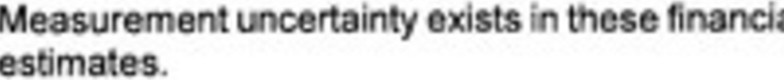 Measurement uncertainty exists in these financia
estimates.